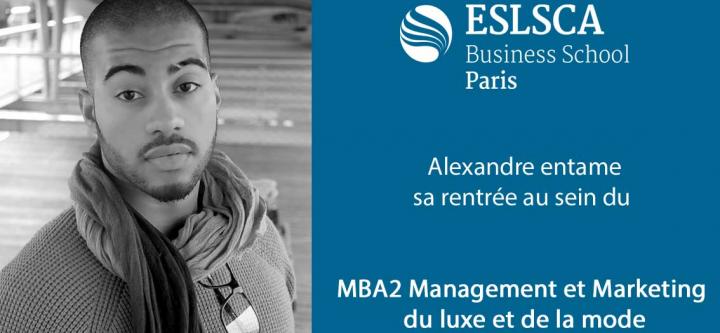 ESLSCA
Business School
Paris
Alexandre entame
sa rentrée au sein du
MBA2 Management et Marketing
du luxe et de la mode